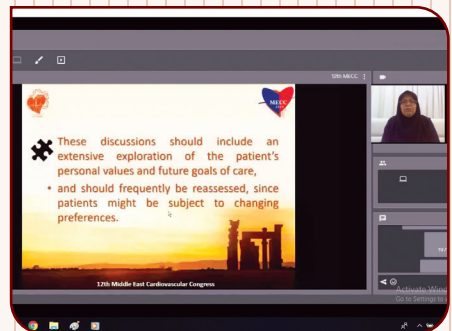 12th MECC
MECC
These discussions should include an
extensive exploration of the patient's
personal values and future goals of care,
• and should frequently be reassessed, since
patients might be subject to changing
preferences.
12th Middle East Cardiovascular Congress
Activate Wind
Go to Settings to